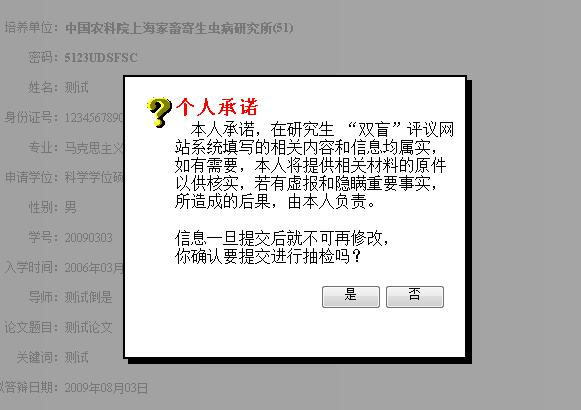 培养单位：中国农科院上海家畜寄生虫病研究所(51)
密码：5123UDSFSC
姓名：测试
身份证号：1234567890
专业：马克思主义
申请学位：科学学位硕
性别：男
学号：20090303
入学时间：2006年03月
导师：测试倒是
论文题目：测试论文
关键词：测试
答辩日期：2009年08月03日
个人承诺
本人承诺，在研究生 “双盲”评议网
站系统填写的相关内容和信息均属实，
如有需要，本人将提供相关材料的原件
以供核实，若有虚报和隐瞒重要事实，
所造成的后果，由本人负责。
信息一旦提交后就不可再修改，
你确认要提交进行抽检吗？
是 否